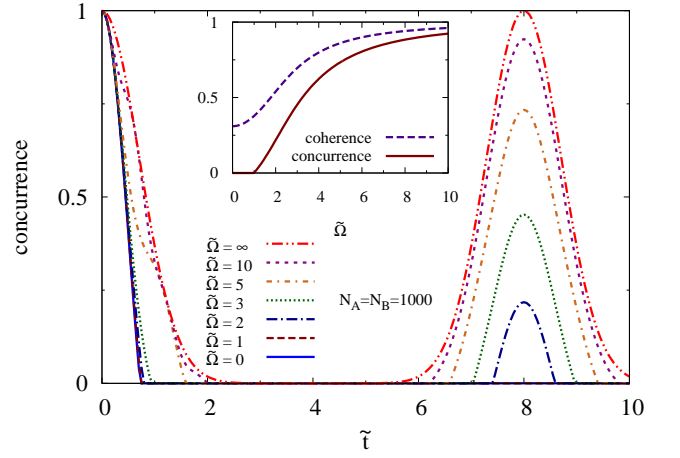 1
0.5
0
concurrence
0
2
4
6
8
10
t̃
1
0.5
0
0
2
4
6
8
10
coherence
concurrence
Ω̃
Ω̃ = ∞
Ω̃ = 10
Ω̃ = 5
Ω̃ = 3
Ω̃ = 2
Ω̃ = 1
Ω̃ = 0
N_A=N_B=1000